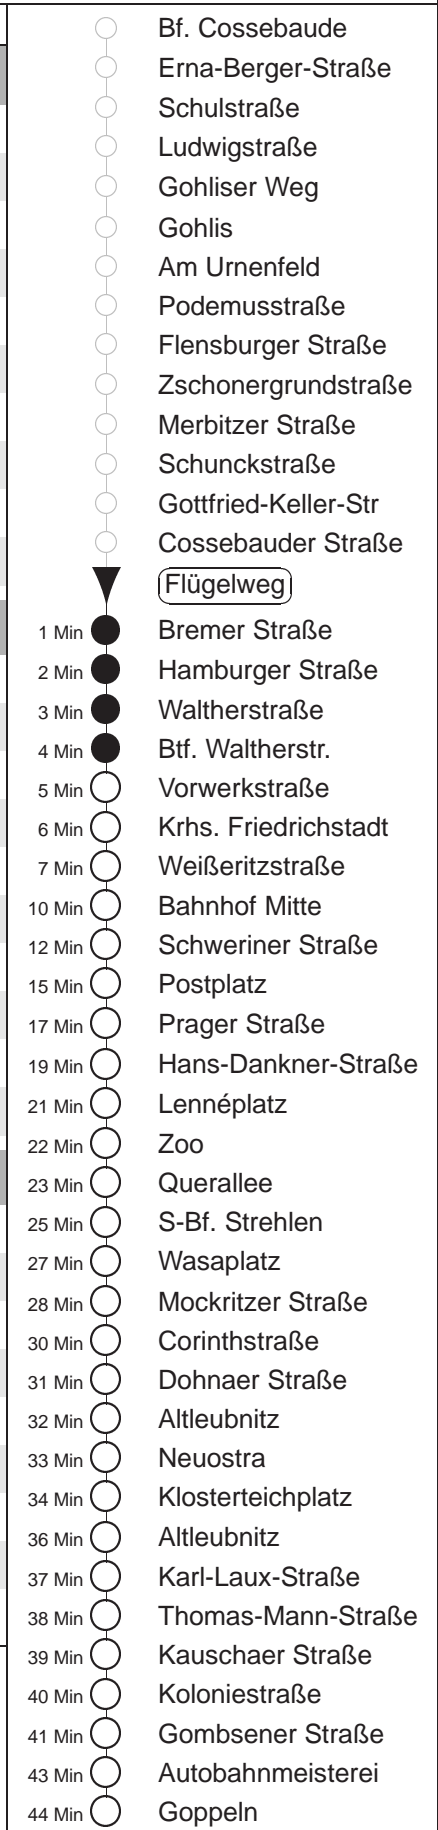 Bf. Cossebaude
Erna-Berger-Straße
Schulstraße
Ludwigstraße
Gohliser Weg
Gohlis
Am Urnenfeld
Podemusstraße
Flensburger Straße
Zschonergrundstraße
Merbitzer Straße
Schunckstraße
Gottfried-Keller-Str
Cossebauder Straße
Flügelweg
1 Min Bremer Straße
2 Min Hamburger Straße
3 Min Waltherstraße
4 Min Btf. Waltherstr.
5 Min Vorwerkstraße
6 Min Krhs. Friedrichstadt
7 Min Weißeritzstraße
10 Min Bahnhof Mitte
12 Min Schweriner Straße
15 Min Postplatz
17 Min Prager Straße
19 Min Hans-Dankner-Straße
21 Min Lennéplatz
22 Min Zoo
23 Min Querallee
25 Min S-Bf. Strehlen
27 Min Wasaplatz
28 Min Mockritzer Straße
30 Min Corinthstraße
31 Min Dohnaer Straße
32 Min Altleubnitz
33 Min Neuostra
34 Min Klosterteichplatz
36 Min Altleubnitz
37 Min Karl-Laux-Straße
38 Min Thomas-Mann-Straße
39 Min Kauschaer Straße
40 Min Koloniestraße
41 Min Gombsener Straße
43 Min Autobahnmeisterei
44 Min Goppeln